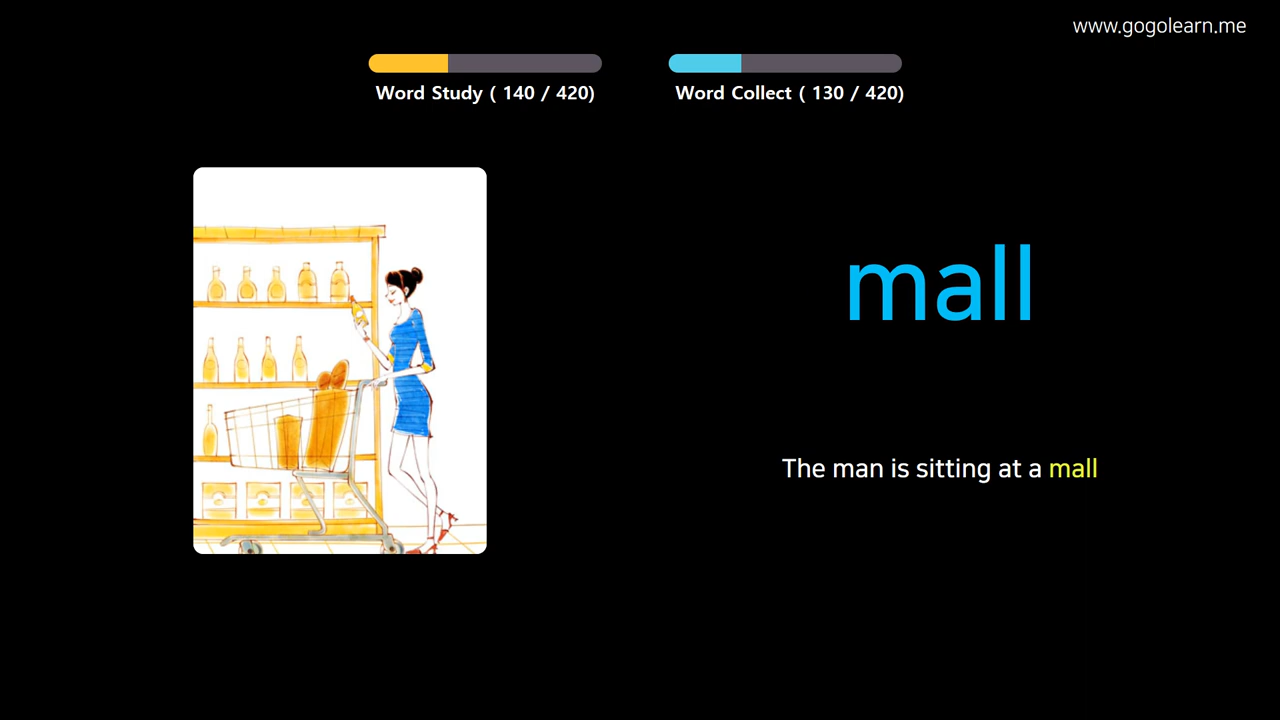 www.gogolearn.me
Word Study ( 140 / 420)
Word Collect ( 130 / 420)
mall
The man is sitting at a mall